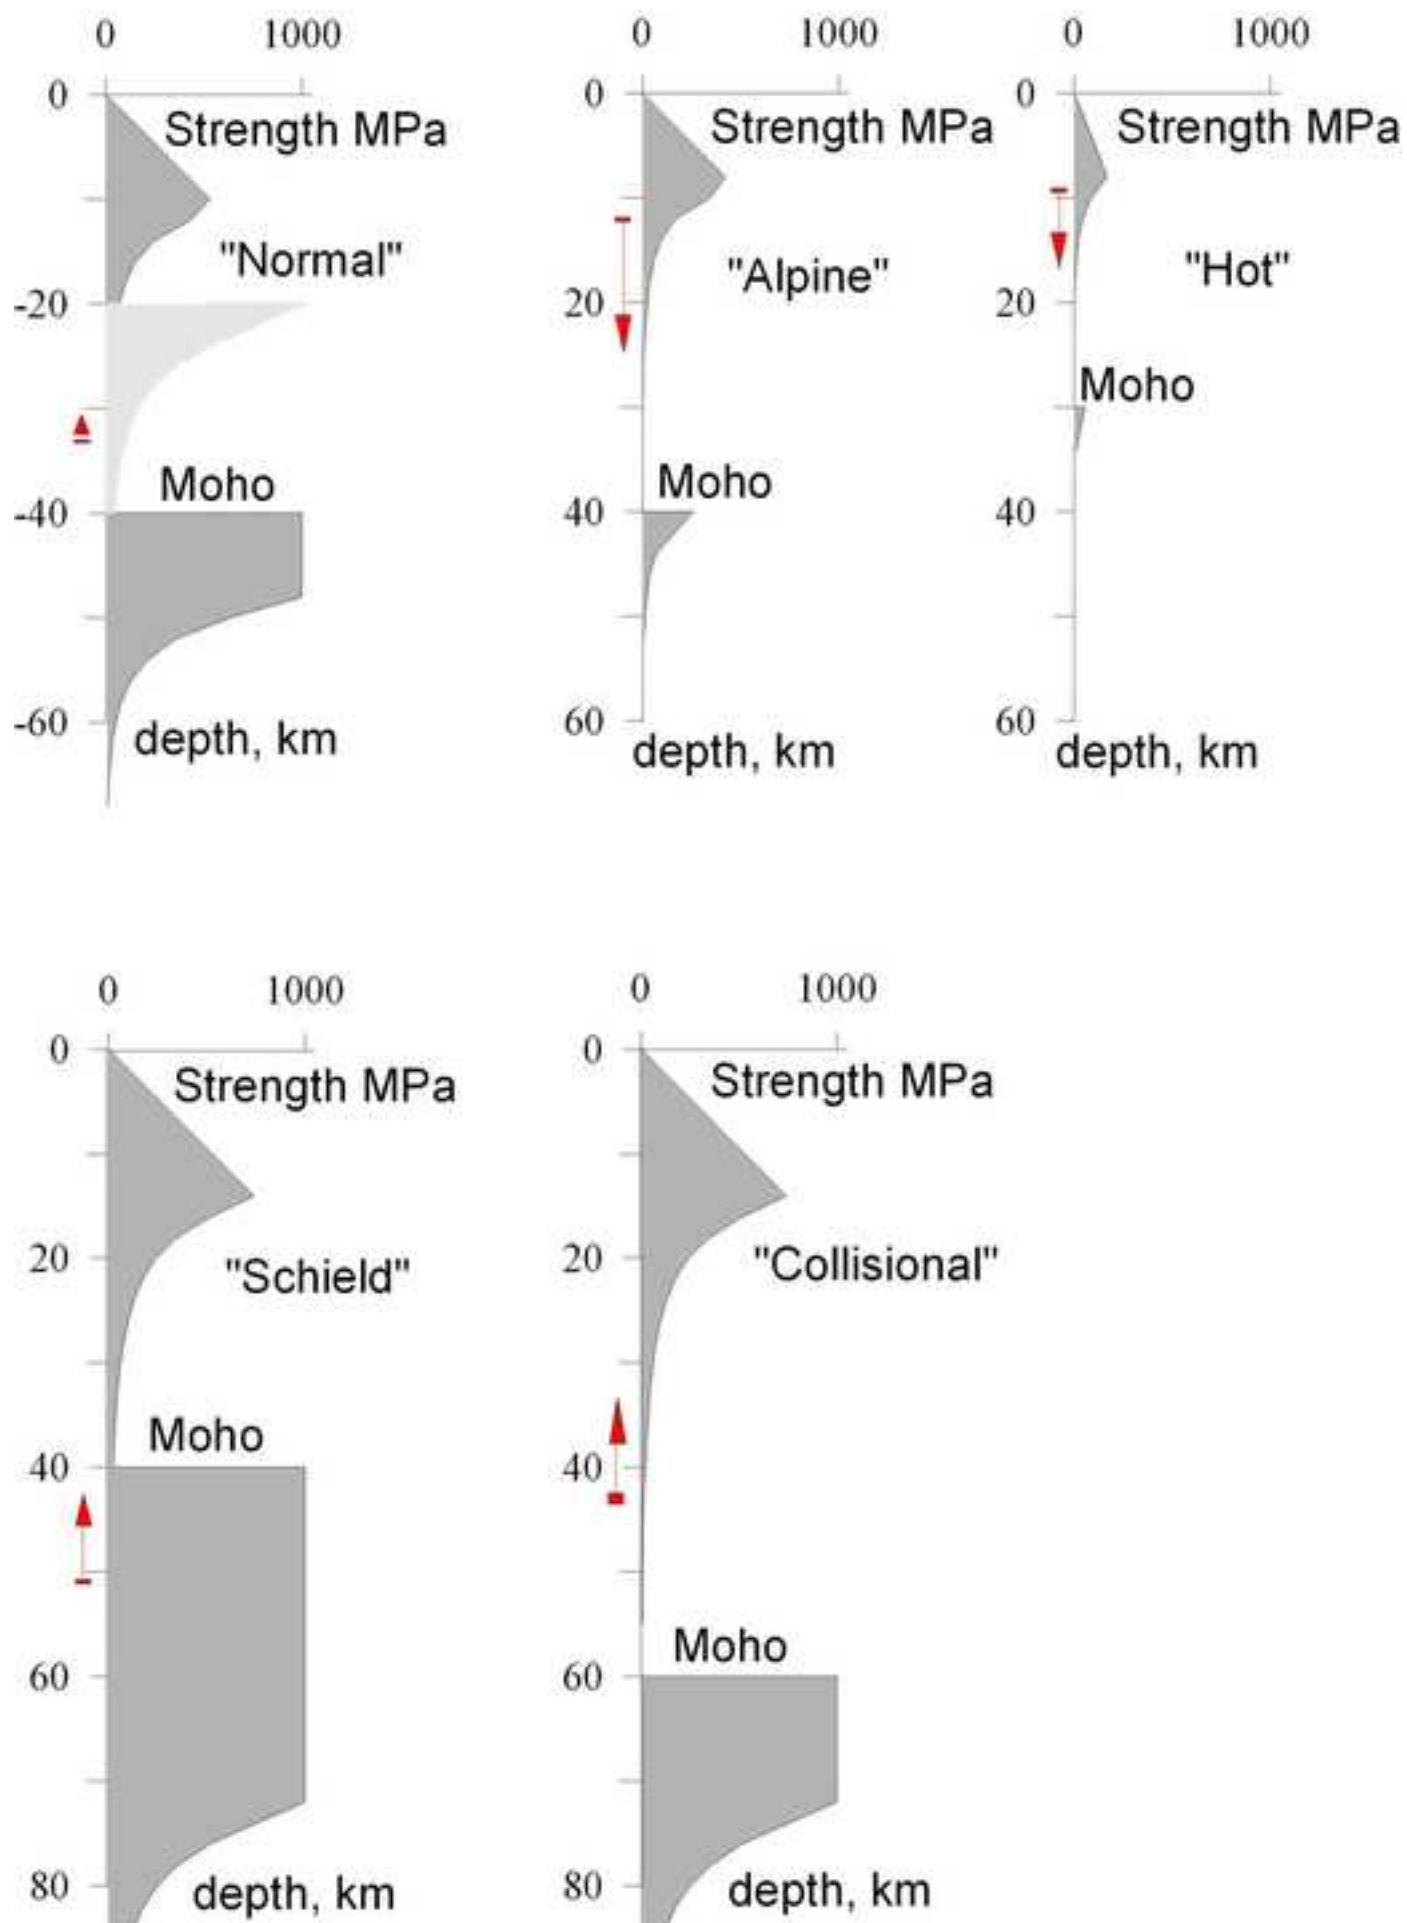 0 1000
0
Strength MPa
"Normal"
-20
Moho
-40
-60
depth, km
0 1000
0
Strength MPa
"Alpine"
20
Moho
40
60
depth, km
0 1000
0
Strength MPa
"Hot"
20
Moho
40
60
depth, km
0 1000
0
Strength MPa
20
"Schield"
Moho
40
60
80
depth, km
0 1000
0
Strength MPa
20
"Collisional"
40
Moho
60
80
depth, km